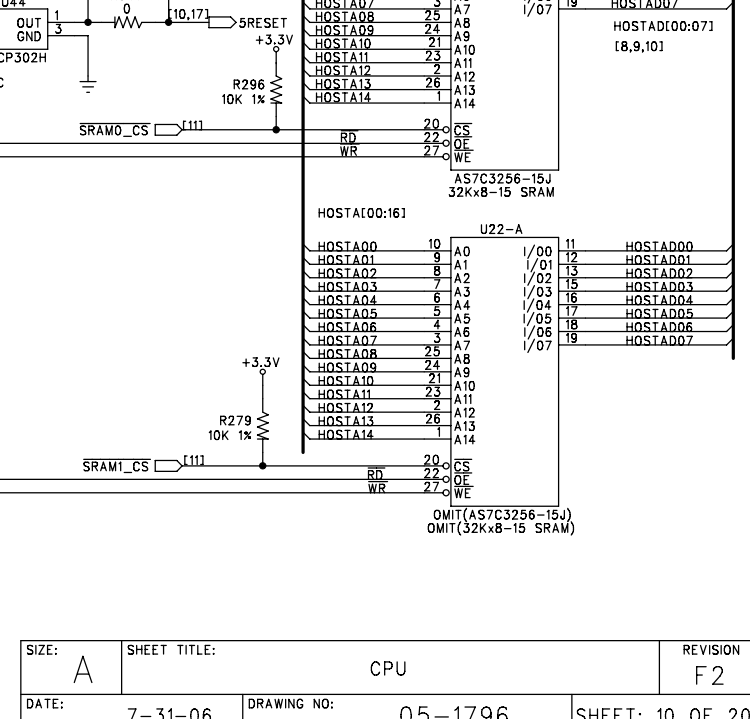 U44
OUT 1
GND 3
CP302H
C
0
[10,17] 5RESET
+3.3V
R296
10K 1%
SRAM0_CS [11]
RD
WR
HOSTA07 3 A7
HOSTA08 25 A8
HOSTA09 24 A9
HOSTA10 21 A10
HOSTA11 23 A11
HOSTA12 2 A12
HOSTA13 26 A13
HOSTA14 1 A14
20 CS
22 OE
27 WE
I/07 19 HOSTAD07
HOSTAD[00:07]
[8,9,10]
AS7C3256-15J
32Kx8-15 SRAM
HOSTA[00:16]
U22-A
HOSTA00 10 A0 I/00 11 HOSTAD00
HOSTA01 9 A1 I/01 12 HOSTAD01
HOSTA02 8 A2 I/02 13 HOSTAD02
HOSTA03 7 A3 I/03 15 HOSTAD03
HOSTA04 6 A4 I/04 16 HOSTAD04
HOSTA05 5 A5 I/05 17 HOSTAD05
HOSTA06 4 A6 I/06 18 HOSTAD06
HOSTA07 3 A7 I/07 19 HOSTAD07
HOSTA08 25 A8
HOSTA09 24 A9
HOSTA10 21 A10
HOSTA11 23 A11
HOSTA12 2 A12
HOSTA13 26 A13
HOSTA14 1 A14
+3.3V
R279
10K 1%
SRAM1_CS [11]
20 CS
RD 22 OE
WR 27 WE
OMIT(AS7C3256-15J)
OMIT(32Kx8-15 SRAM)
SIZE: A
SHEET TITLE:
CPU
REVISION
F2
DATE:
7-31-06
DRAWING NO:
05-1796
SHEET: 10 OF 20